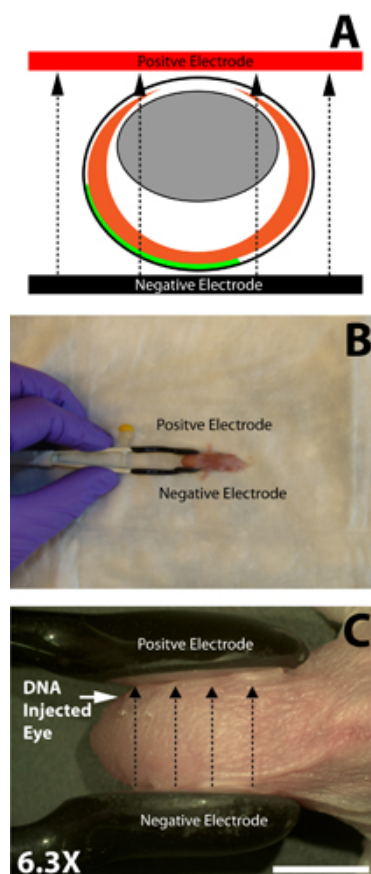 A
Positve Electrode
Negative Electrode
B
Positve Electrode
Negative Electrode
C
Positve Electrode
DNA
Injected
Eye
Negative Electrode
6.3X